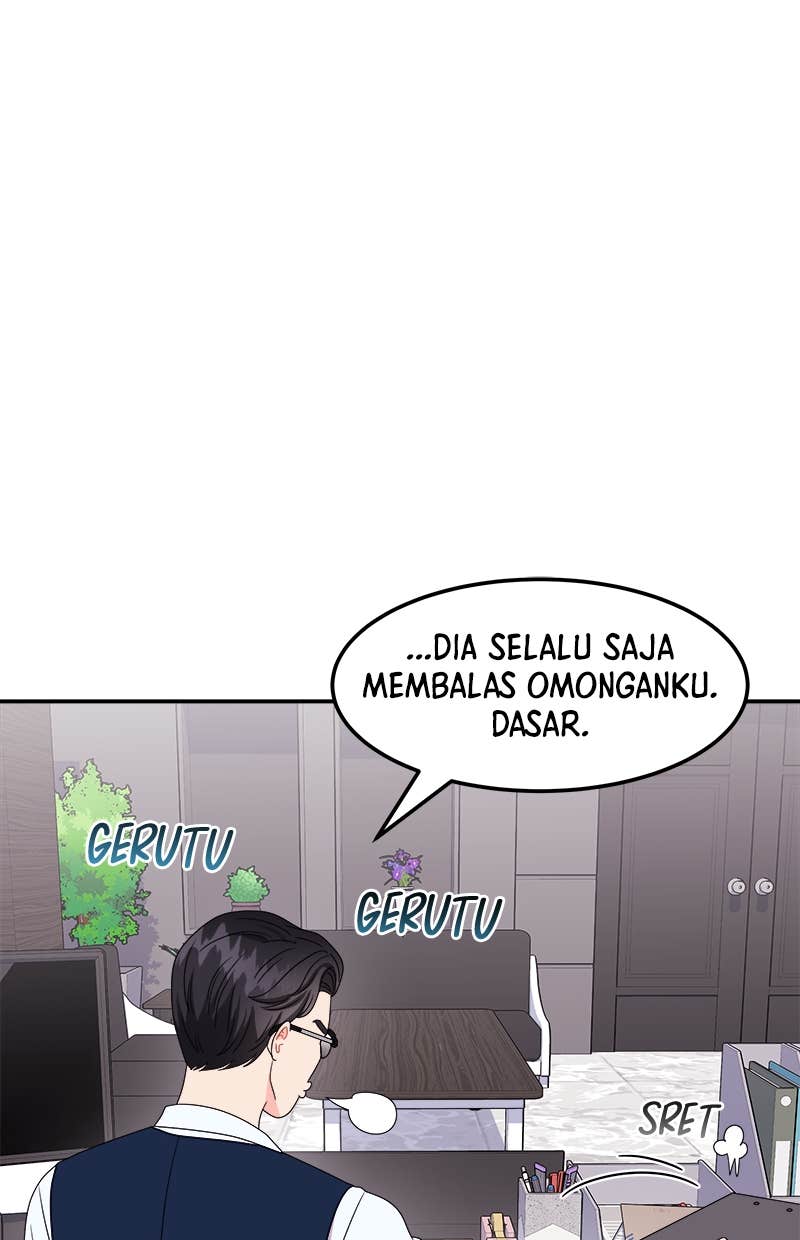 ...DIA SELALU SAJA
MEMBALAS OMONGANKU.
DASAR.
GERUTU
GERUTU
SRET